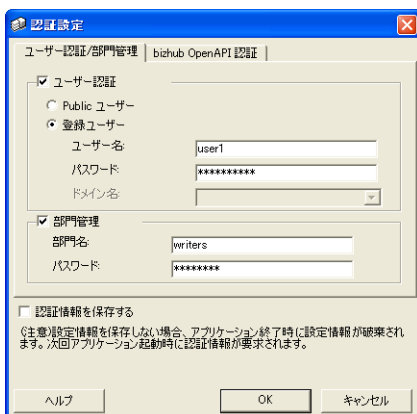 認証設定
ユーザー認証/部門管理 bizhub OpenAPI 認証
ユーザー認証
Public ユーザー
登録ユーザー
ユーザー名: user1
パスワード: **********
ドメイン名:
部門管理
部門名: writers
パスワード: ********
認証情報を保存する
(注意)設定情報を保存しない場合、アプリケーション終了時に設定情報が破棄され
ます。次回アプリケーション起動時に認証情報が要求されます。
ヘルプ OK キャンセル